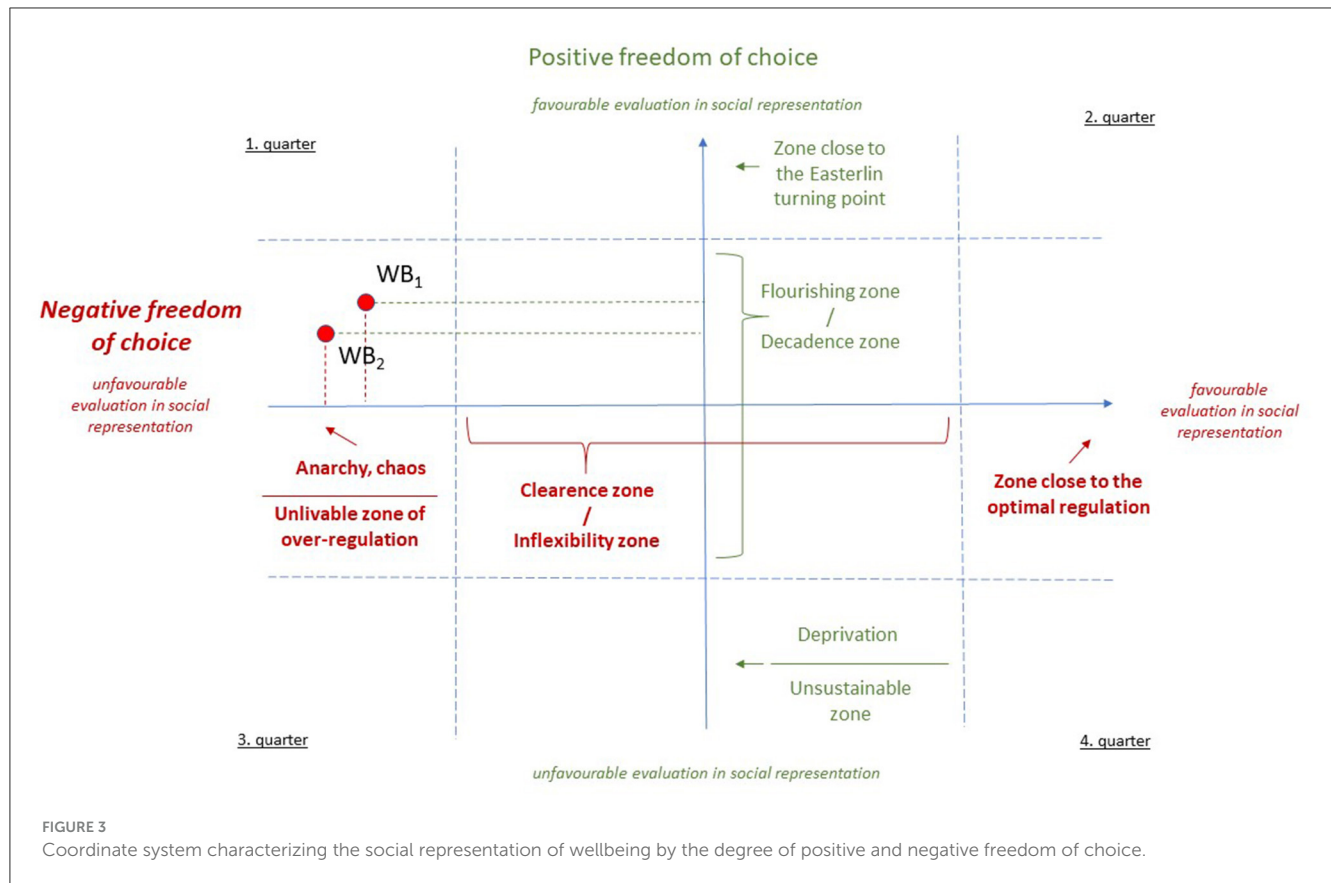 Positive freedom of choice
favourable evaluation in social representation
1. quarter
2. quarter
Zone close to
the Easterlin
turning point
WB₁
WB₂
Negative freedom
of choice
unfavourable
evaluation in social
representation
Flourishing zone
/
Decadence zone
favourable
evaluation in social
representation
Anarchy, chaos
Unlivable zone of
over-regulation
Clearence zone
/
Inflexibility zone
Zone close to the
optimal regulation
Deprivation
Unsustainable
zone
3. quarter
4. quarter
unfavourable evaluation in social representation
FIGURE 3
Coordinate system characterizing the social representation of wellbeing by the degree of positive and negative freedom of choice.